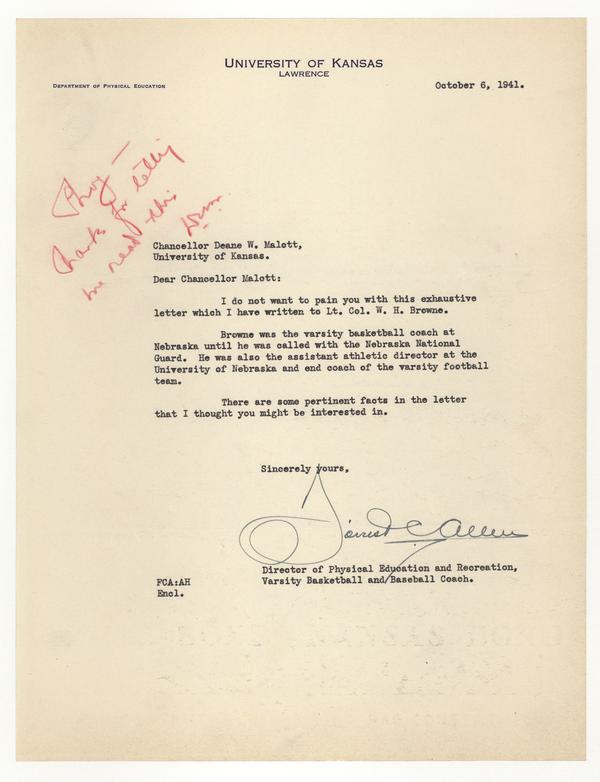 UNIVERSITY OF KANSAS
LAWRENCE
DEPARTMENT OF PHYSICAL EDUCATION
October 6, 1941.
Phog —
Thanks for letting
me read this
DWM
Chancellor Deane W. Malott,
University of Kansas.
Dear Chancellor Malott:
I do not want to pain you with this exhaustive
letter which I have written to Lt. Col. W. H. Browne.
Browne was the varsity basketball coach at
Nebraska until he was called with the Nebraska National
Guard. He was also the assistant athletic director at the
University of Nebraska and end coach of the varsity football
team.
There are some pertinent facts in the letter
that I thought you might be interested in.
Sincerely yours,
Forrest C. Allen
Director of Physical Education and Recreation,
Varsity Basketball and Baseball Coach.
FCA:AH
Encl.